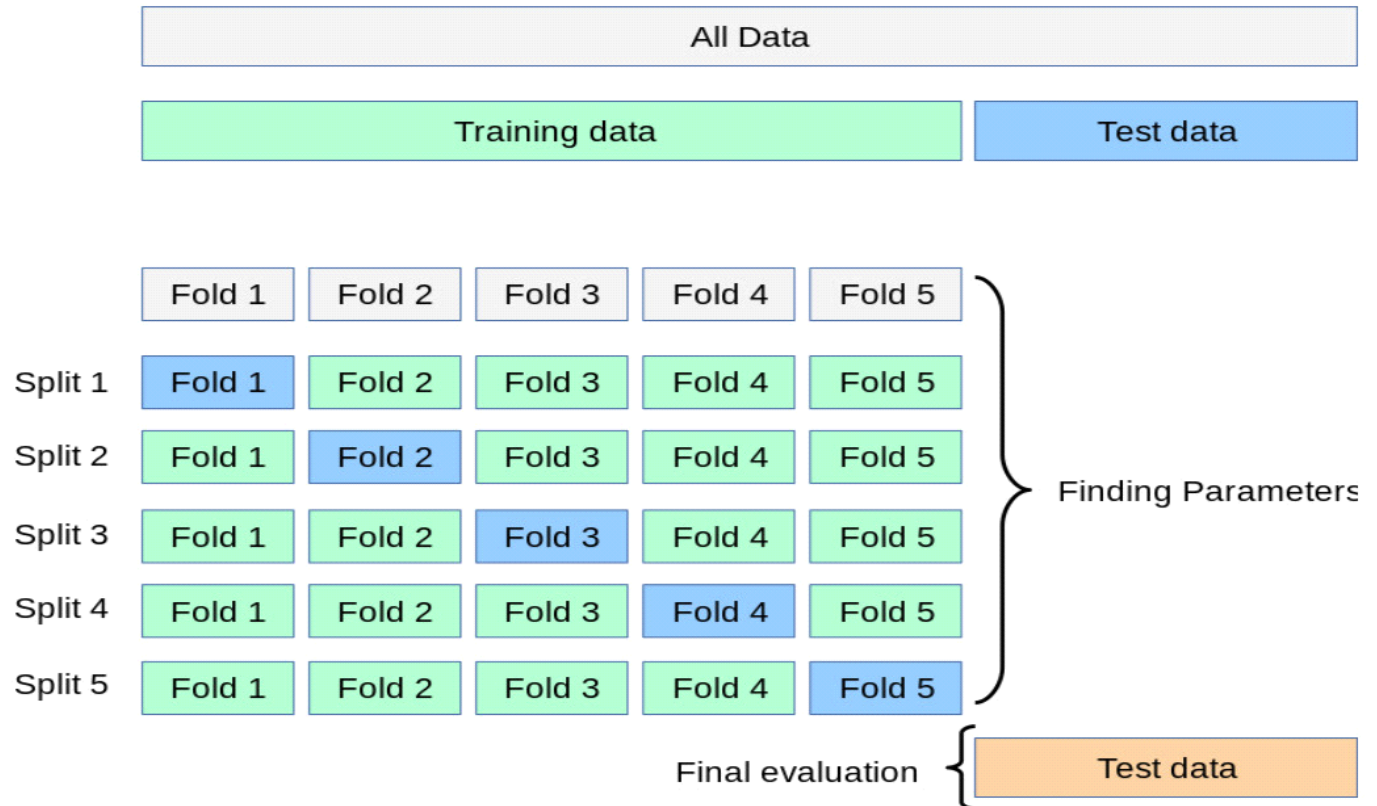 All Data
Training data Test data
Fold 1 Fold 2 Fold 3 Fold 4 Fold 5
Split 1 Fold 1 Fold 2 Fold 3 Fold 4 Fold 5
Split 2 Fold 1 Fold 2 Fold 3 Fold 4 Fold 5
Finding Parameters
Split 3 Fold 1 Fold 2 Fold 3 Fold 4 Fold 5
Split 4 Fold 1 Fold 2 Fold 3 Fold 4 Fold 5
Split 5 Fold 1 Fold 2 Fold 3 Fold 4 Fold 5
Final evaluation Test data